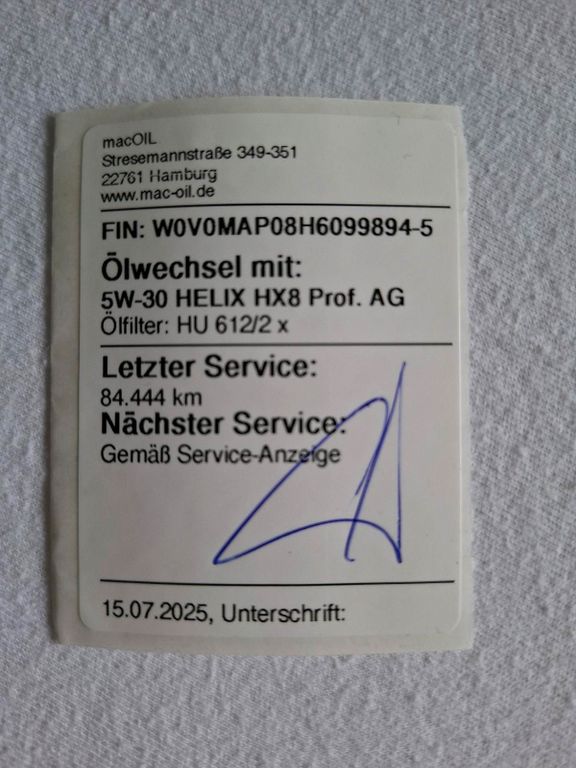 macOIL
Stresemannstraße 349-351
22761 Hamburg
www.mac-oil.de
FIN: W0V0MAP08H6099894-5
Ölwechsel mit:
5W-30 HELIX HX8 Prof. AG
Ölfilter: HU 612/2 x
Letzter Service:
84.444 km
Nächster Service:
Gemäß Service-Anzeige
15.07.2025, Unterschrift: